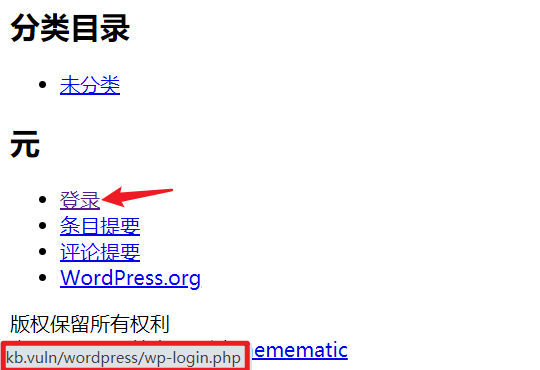 分类目录
未分类
元
登录
条目提要
评论提要
WordPress.org
版权保留所有权利
kb.vuln/wordpress/wp-login.php
emematic